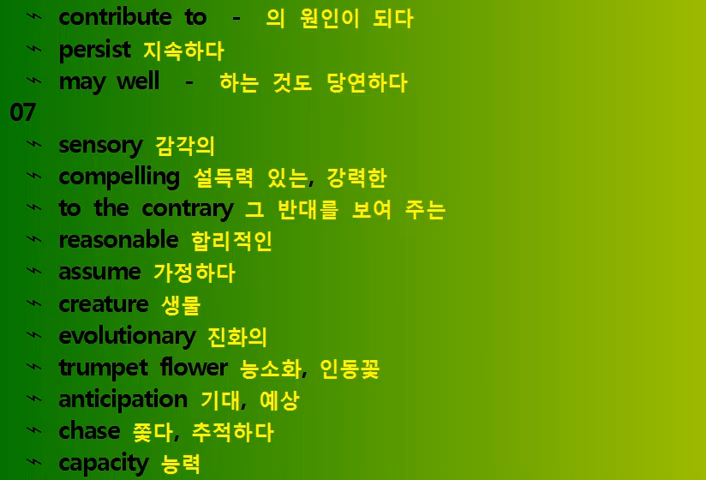 contribute to - 의 원인이 되다
persist 지속하다
may well - 하는 것도 당연하다
07
sensory 감각의
compelling 설득력 있는, 강력한
to the contrary 그 반대를 보여 주는
reasonable 합리적인
assume 가정하다
creature 생물
evolutionary 진화의
trumpet flower 능소화, 인동꽃
anticipation 기대, 예상
chase 쫓다, 추적하다
capacity 능력